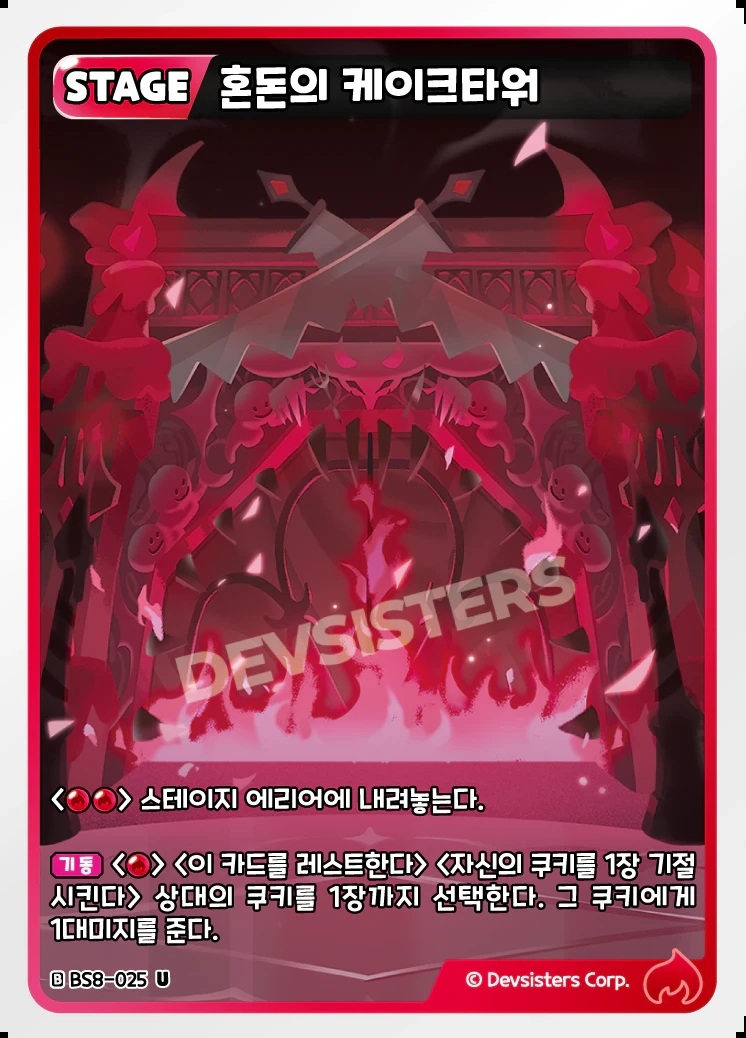 STAGE 혼돈의 케이크타워
DEVSISTERS
< > 스테이지 에리어에 내려놓는다.
기동 < > <이 카드를 레스트한다> <자신의 쿠키를 1장 기절
시킨다> 상대의 쿠키를 1장까지 선택한다. 그 쿠키에게
1대미지를 준다.
B BS8-025 U
© Devsisters Corp.